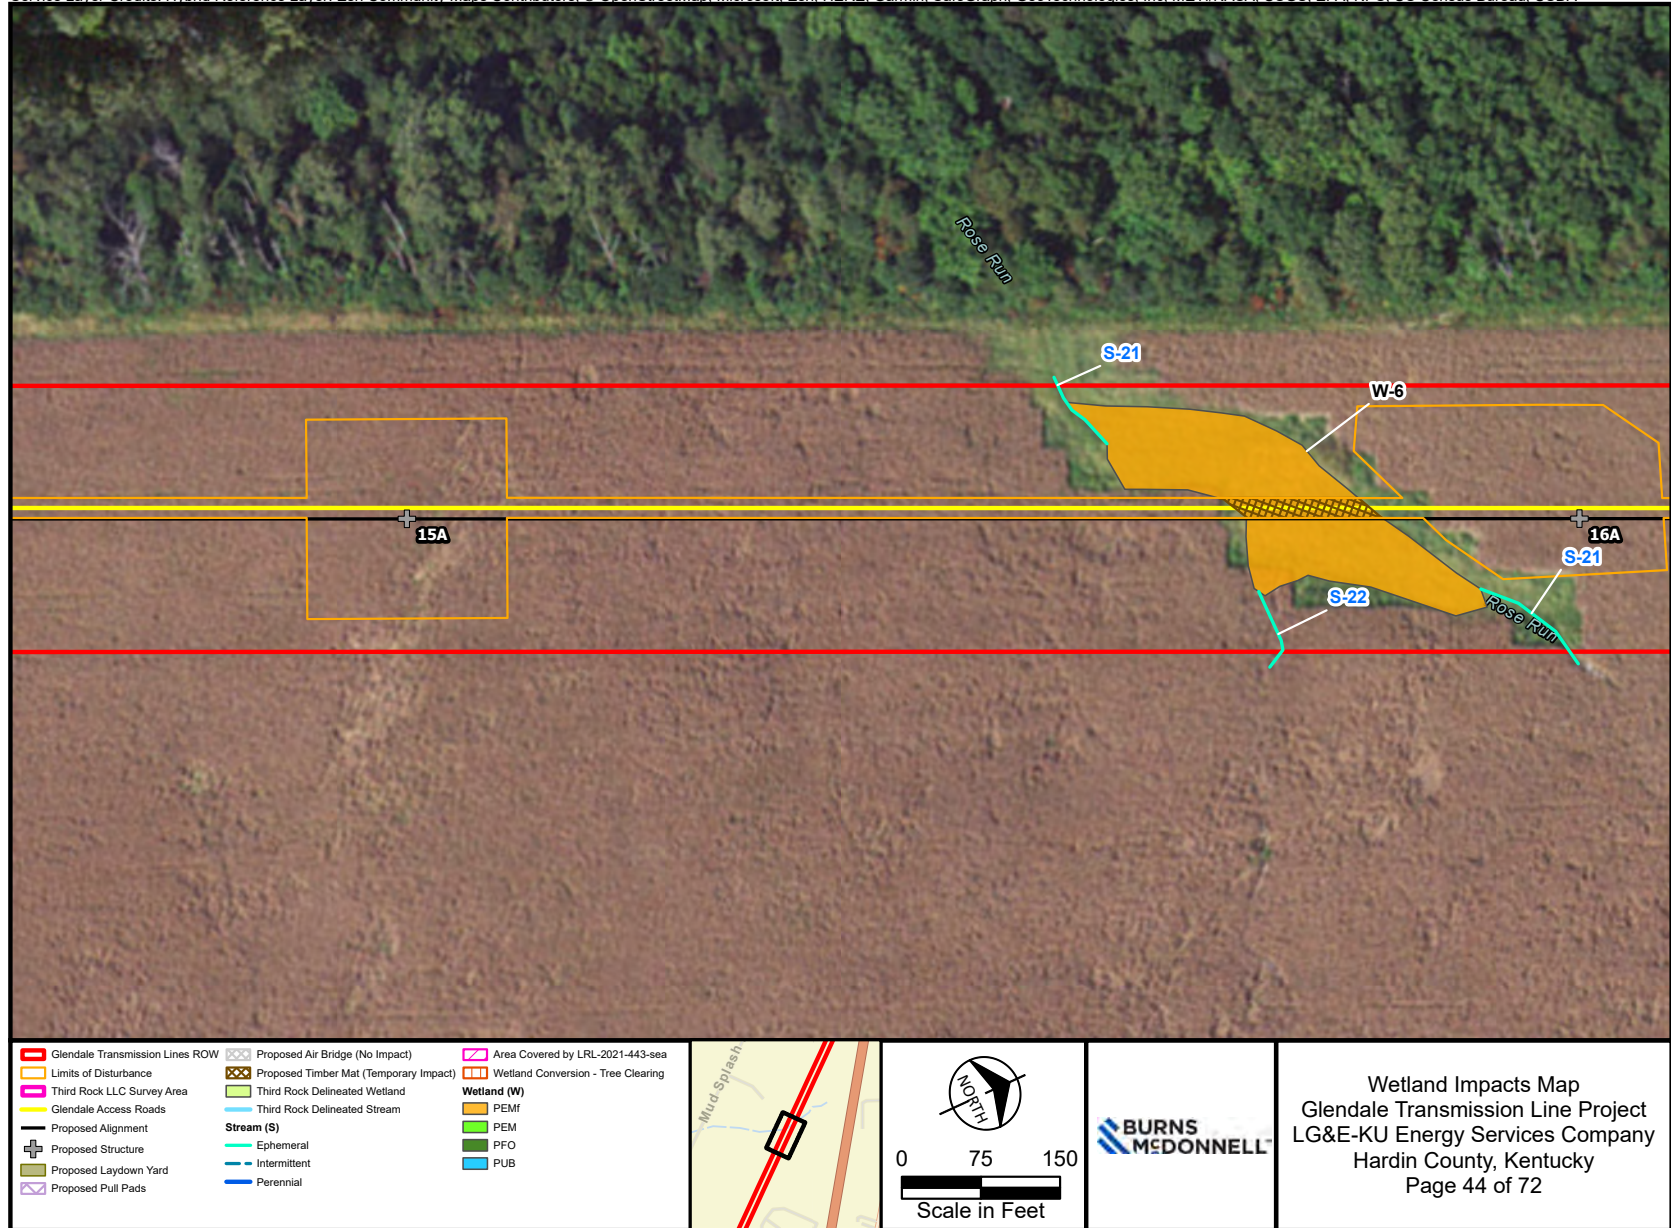 Rose Run
S-21
W-6
15A
16A
S-21
S-22
Rose Run
Glendale Transmission Lines ROW
Limits of Disturbance
Third Rock LLC Survey Area
Glendale Access Roads
Proposed Alignment
Proposed Structure
Proposed Laydown Yard
Proposed Pull Pads
Proposed Air Bridge (No Impact)
Proposed Timber Mat (Temporary Impact)
Third Rock Delineated Wetland
Third Rock Delineated Stream
Stream (S)
Ephemeral
Intermittent
Perennial
Area Covered by LRL-2021-443-sea
Wetland Conversion - Tree Clearing
Wetland (W)
PEMf
PEM
PFO
PUB
Mud Splash
NORTH
0 75 150
Scale in Feet
BURNS
MCDONNELL
Wetland Impacts Map
Glendale Transmission Line Project
LG&E-KU Energy Services Company
Hardin County, Kentucky
Page 44 of 72